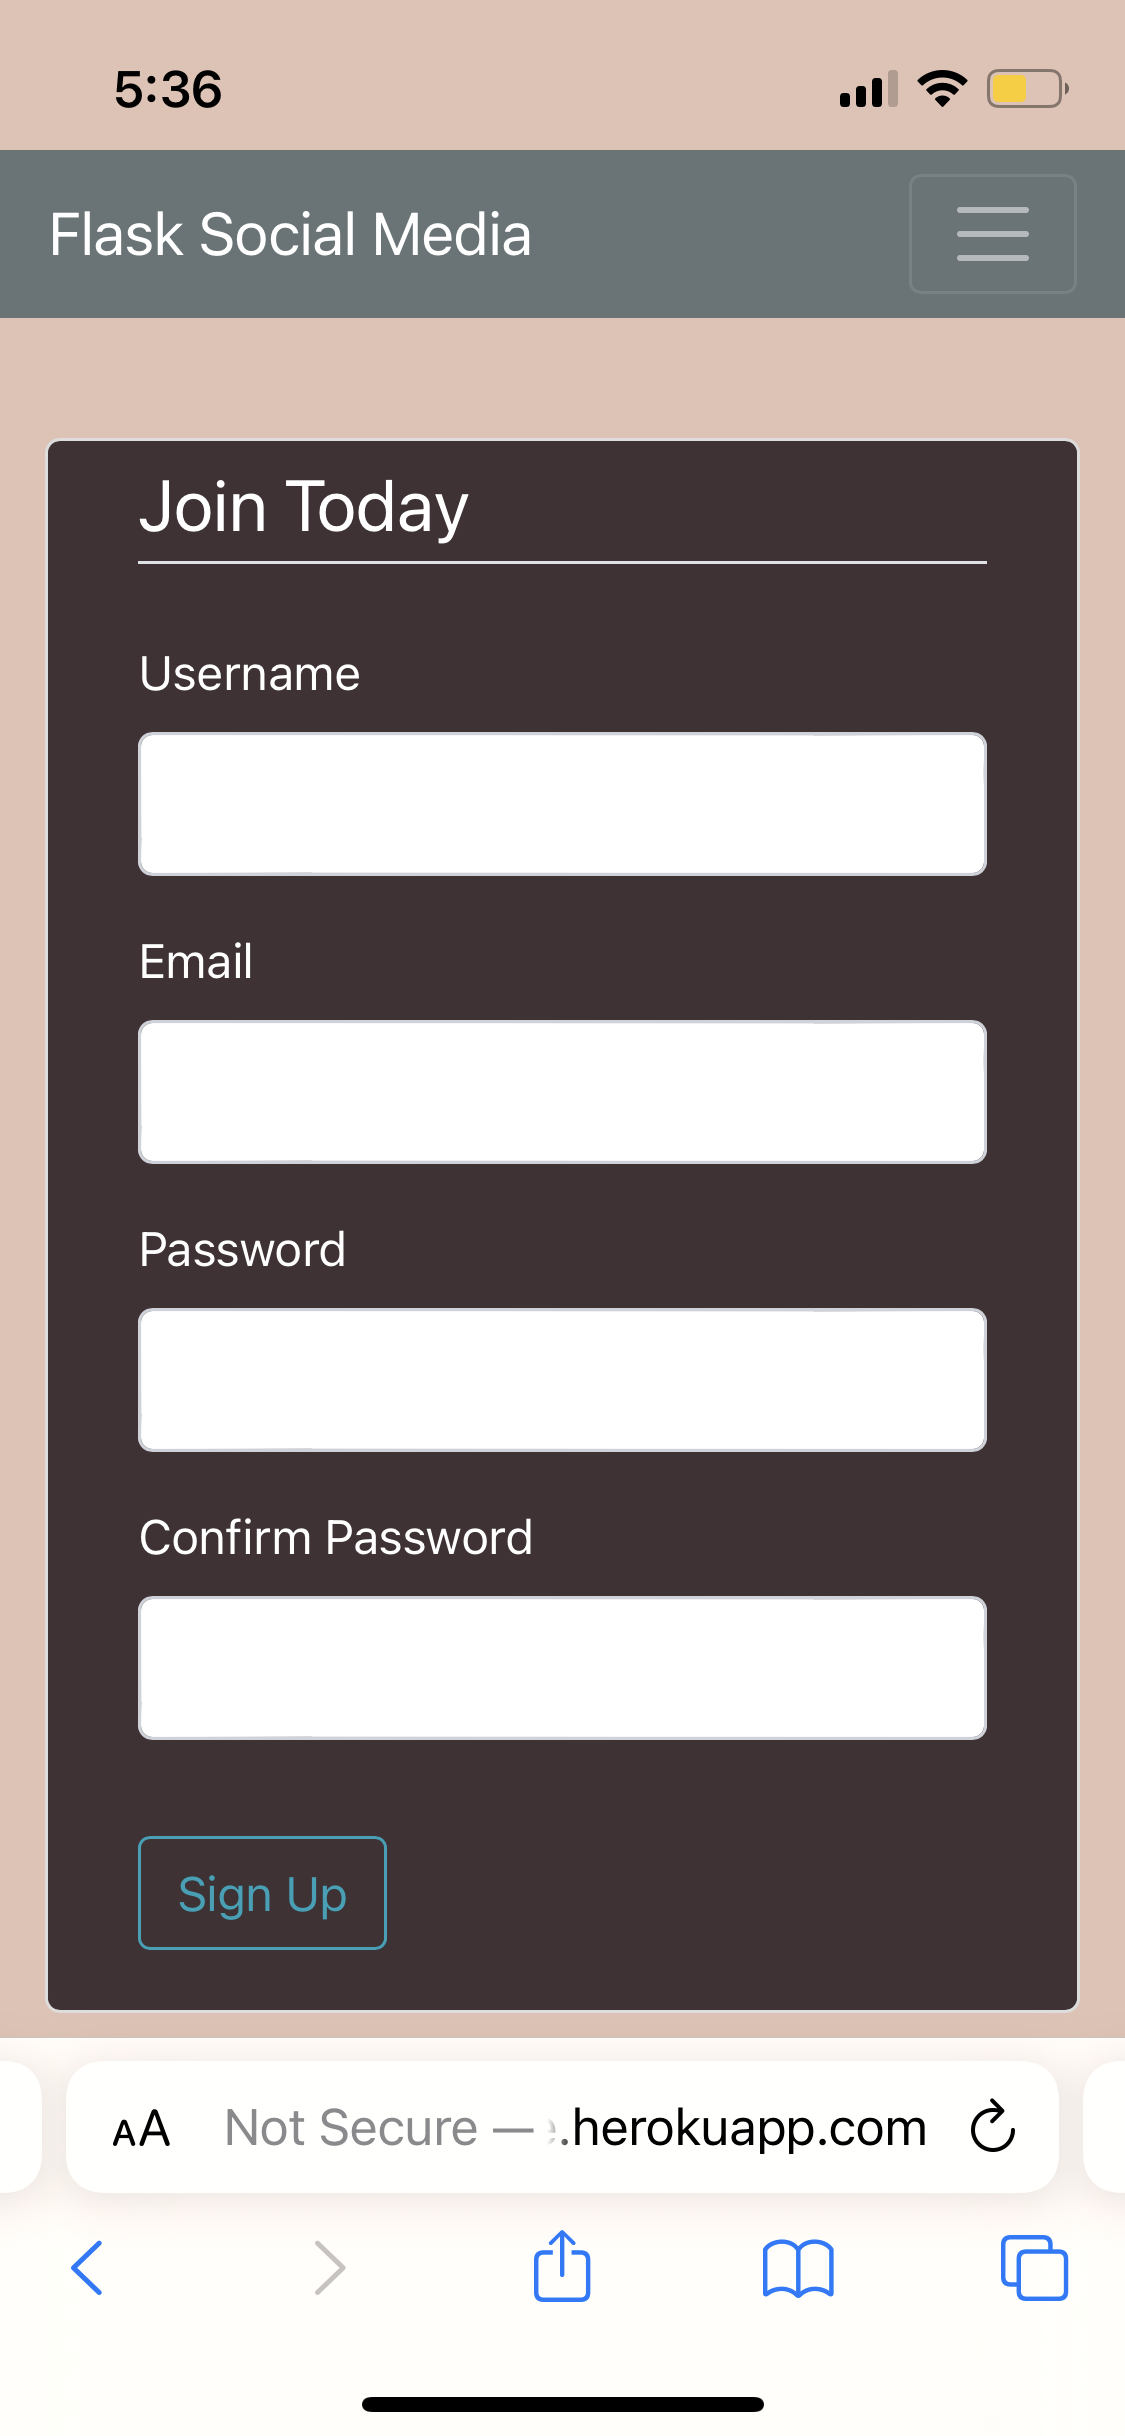 5:36
Flask Social Media
Join Today
Username
Email
Password
Confirm Password
Sign Up
AA Not Secure — .herokuapp.com